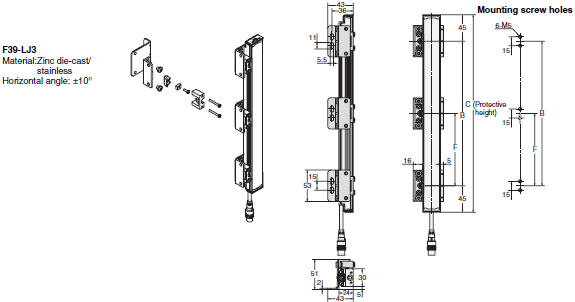 F39-LJ3
Material:Zinc die-cast/
stainless
Horizontal angle: ±10°
43
36
11
5.5
15
53
51
2
30
24
5
43
45
C (Protective
height)
B
F
16
5
45
Mounting screw holes
6-M5
15
15
B
F
15